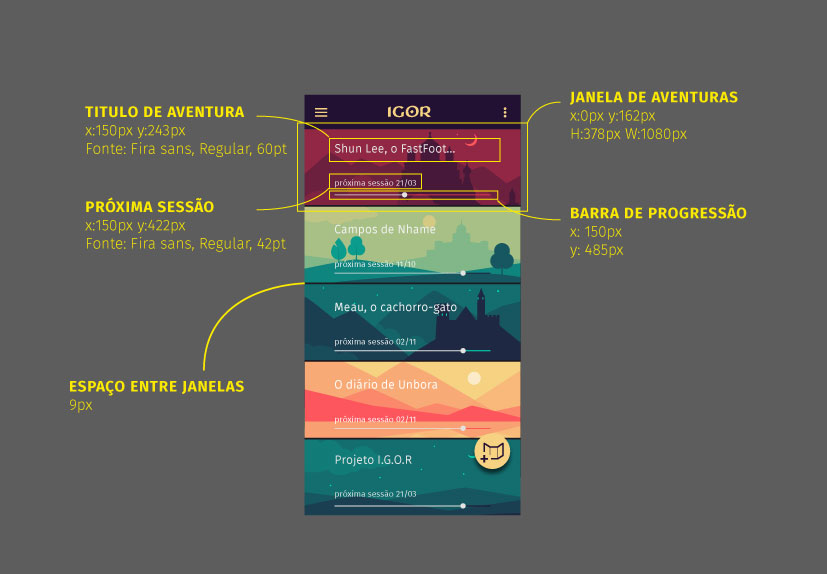 TITULO DE AVENTURA
x:150px y:243px
Fonte: Fira sans, Regular, 60pt
PRÓXIMA SESSÃO
x:150px y:422px
Fonte: Fira sans, Regular, 42pt
ESPAÇO ENTRE JANELAS
9px
IGOR
Shun Lee, o FastFoot...
próxima sessão 21/03
Campos de Nhame
próxima sessão 11/10
Meau, o cachorro-gato
próxima sessão 02/11
O diário de Unbora
próxima sessão 02/11
Projeto I.G.O.R
próxima sessão 21/03
JANELA DE AVENTURAS
x:0px y:162px
H:378px W:1080px
BARRA DE PROGRESSÃO
x: 150px
y: 485px